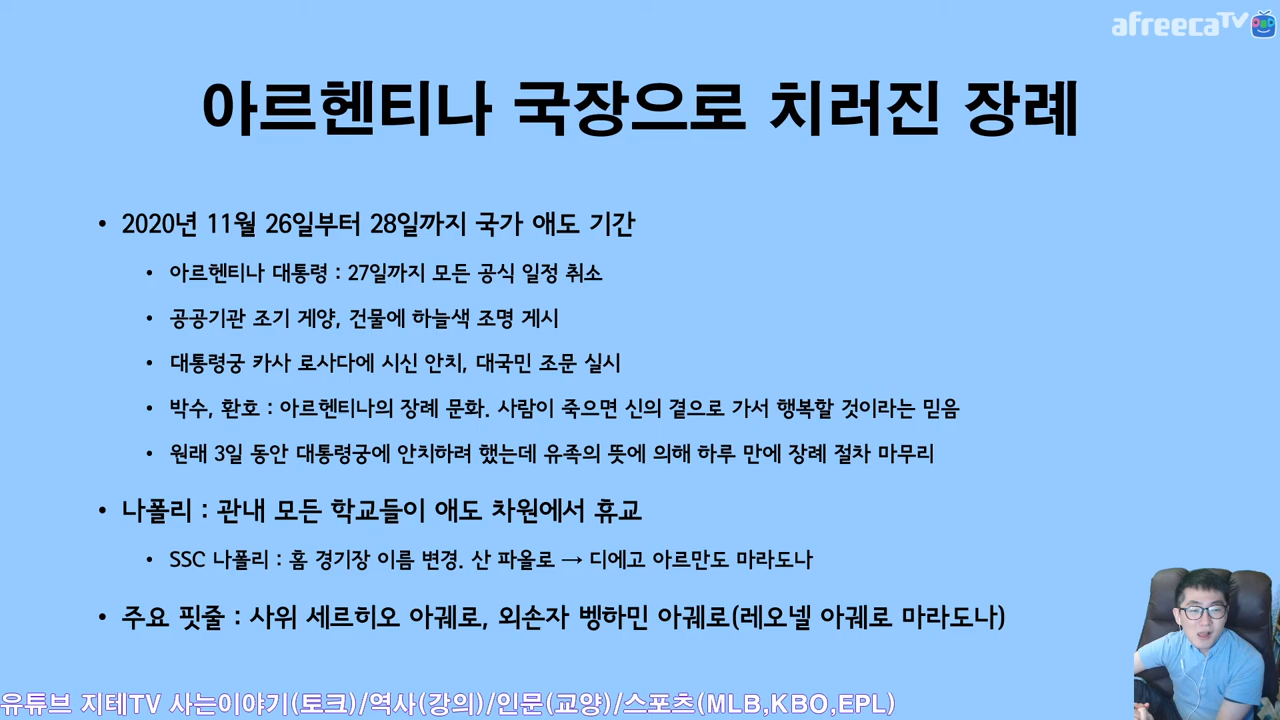 afreecaTV
아르헨티나 국장으로 치러진 장례
• 2020년 11월 26일부터 28일까지 국가 애도 기간
• 아르헨티나 대통령 : 27일까지 모든 공식 일정 취소
• 공공기관 조기 게양, 건물에 하늘색 조명 게시
• 대통령궁 카사 로사다에 시신 안치, 대국민 조문 실시
• 박수, 환호 : 아르헨티나의 장례 문화. 사람이 죽으면 신의 곁으로 가서 행복할 것이라는 믿음
• 원래 3일 동안 대통령궁에 안치하려 했는데 유족의 뜻에 의해 하루 만에 장례 절차 마무리
• 나폴리 : 관내 모든 학교들이 애도 차원에서 휴교
• SSC 나폴리 : 홈 경기장 이름 변경. 산 파올로 → 디에고 아르만도 마라도나
• 주요 핏줄 : 사위 세르히오 아궤로, 외손자 벵하민 아궤로(레오넬 아궤로 마라도나)
유튜브 지테TV 사는이야기(토크)/역사(강의)/인문(교양)/스포츠(MLB,KBO,EPL)